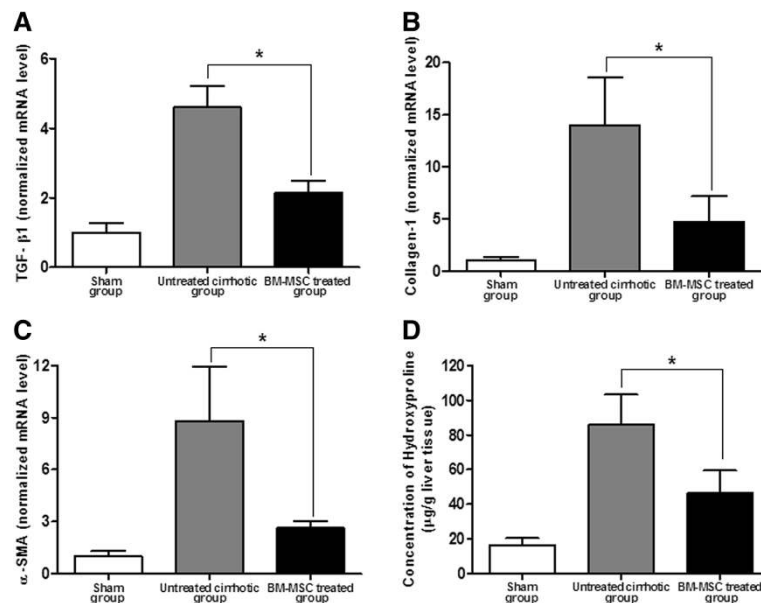 A
TGF- β1 (normalized mRNA level)
6
4
2
0
*
Sham
group
Untreated cirrhotic
group
BM-MSC treated
group
B
Collagen-1 (normalized mRNA level)
20
15
10
5
0
*
Sham
group
Untreated cirrhotic
group
BM-MSC treated
group
C
α-SMA (normalized mRNA level)
12
9
6
3
0
*
Sham
group
Untreated cirrhotic
group
BM-MSC treated
group
D
Concentration of Hydroxyproline
(µg/g liver tissue)
120
100
80
60
40
20
0
*
Sham
group
Untreated cirrhotic
group
BM-MSC treated
group